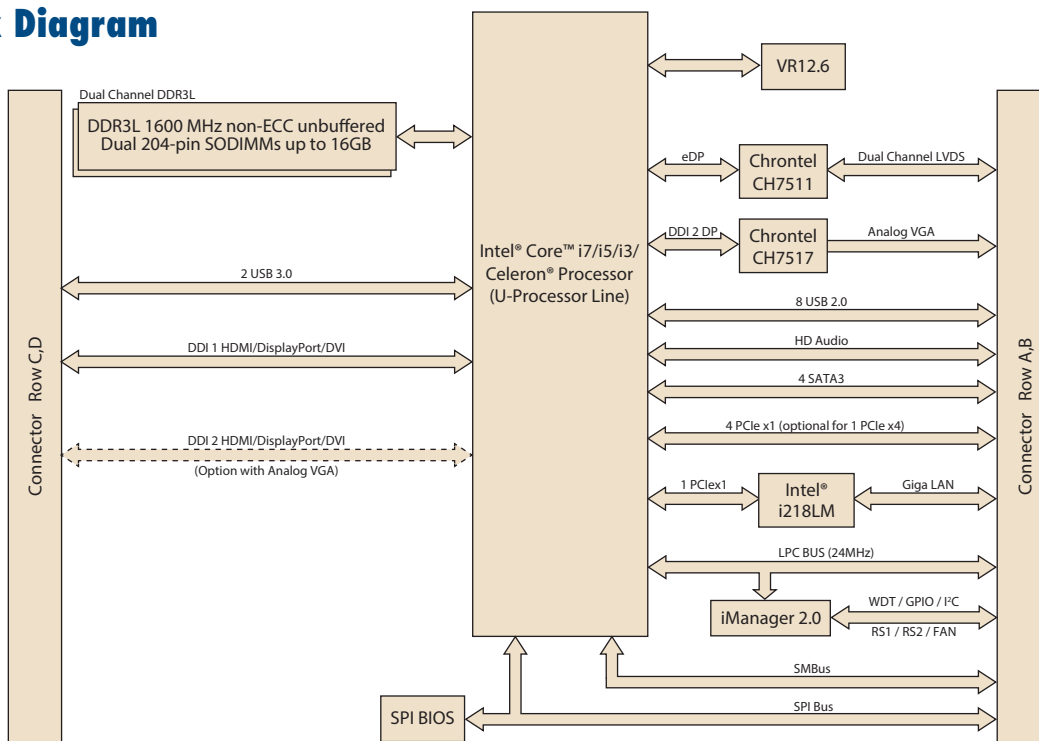 Diagram
Dual Channel DDR3L
DDR3L 1600 MHz non-ECC unbuffered
Dual 204-pin SODIMMs up to 16GB
2 USB 3.0
DDI 1 HDMI/DisplayPort/DVI
DDI 2 HDMI/DisplayPort/DVI
(Option with Analog VGA)
Connector Row C,D
Intel® Core™ i7/i5/i3/
Celeron® Processor
(U-Processor Line)
VR12.6
eDP
Chrontel
CH7511
Dual Channel LVDS
DDI 2 DP
Chrontel
CH7517
Analog VGA
8 USB 2.0
HD Audio
4 SATA3
4 PCIe x1 (optional for 1 PCIe x4)
1 PCIex1
Intel®
i218LM
Giga LAN
LPC BUS (24MHz)
iManager 2.0
WDT / GPIO / I²C
RS1 / RS2 / FAN
SMBus
SPI BIOS
SPI Bus
Connector Row A,B